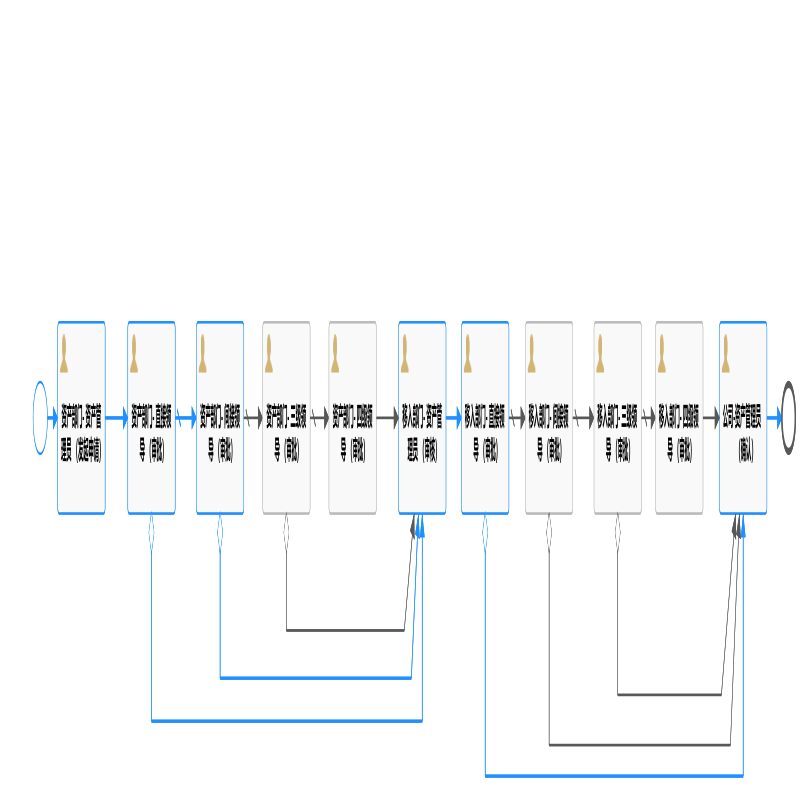 资产部门-资产管
理员（发起申请）
资产部门-直接领
导（审批）
资产部门-间接领
导（审批）
资产部门-三级领
导（审批）
资产部门-四级领
导（审批）
移入部门-资产管
理员（审核）
移入部门-直接领
导（审批）
移入部门-间接领
导（审批）
移入部门-三级领
导（审批）
移入部门-四级领
导（审批）
公司-资产管理员
（确认）